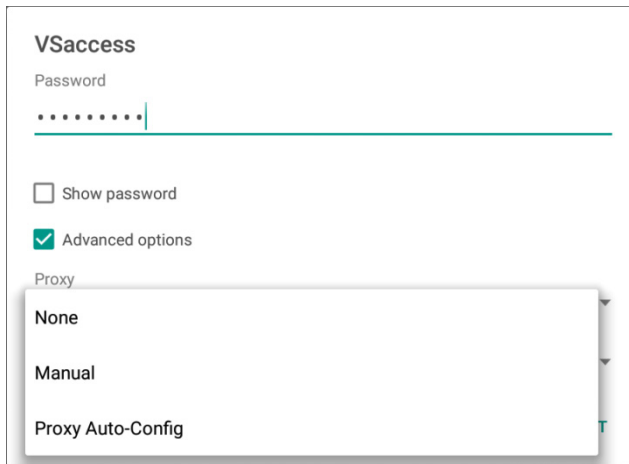 VSaccess
Password
•••••••••
Show password
Advanced options
Proxy
None
Manual
Proxy Auto-Config
T